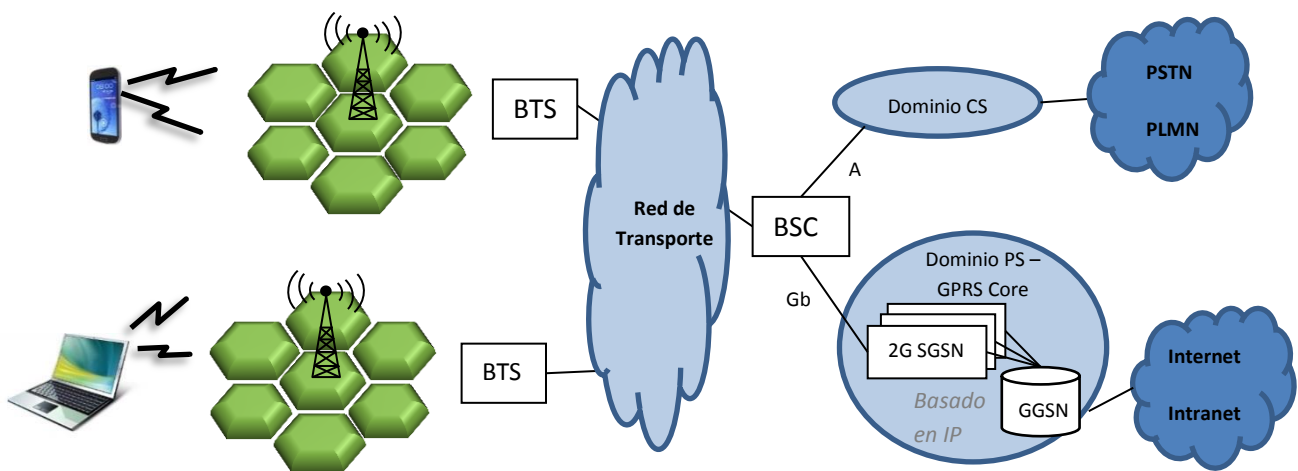 BTS
Red de
Transporte
BSC
A
Gb
Dominio CS
PSTN
PLMN
Dominio PS –
GPRS Core
2G SGSN
Basado
en IP
GGSN
Internet
Intranet
BTS